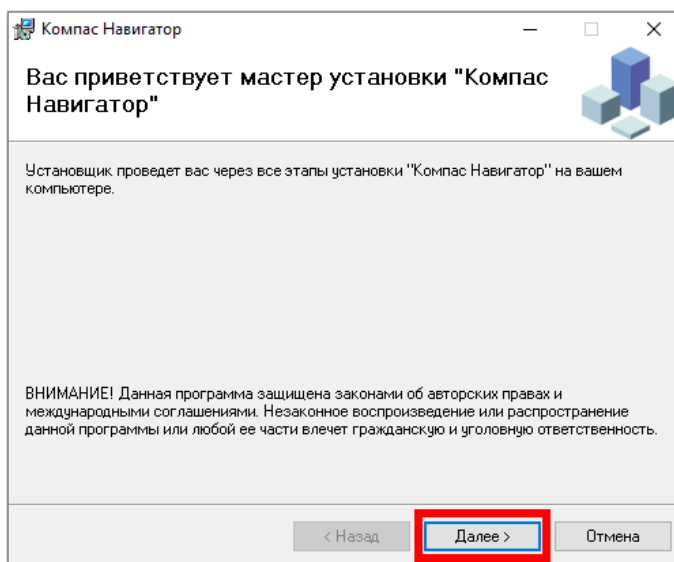 Компас Навигатор
Вас приветствует мастер установки "Компас
Навигатор"
Установщик проведет вас через все этапы установки "Компас Навигатор" на вашем
компьютере.
ВНИМАНИЕ! Данная программа защищена законами об авторских правах и
международными соглашениями. Незаконное воспроизведение или распространение
данной программы или любой ее части влечет гражданскую и уголовную ответственность.
< Назад
Далее >
Отмена